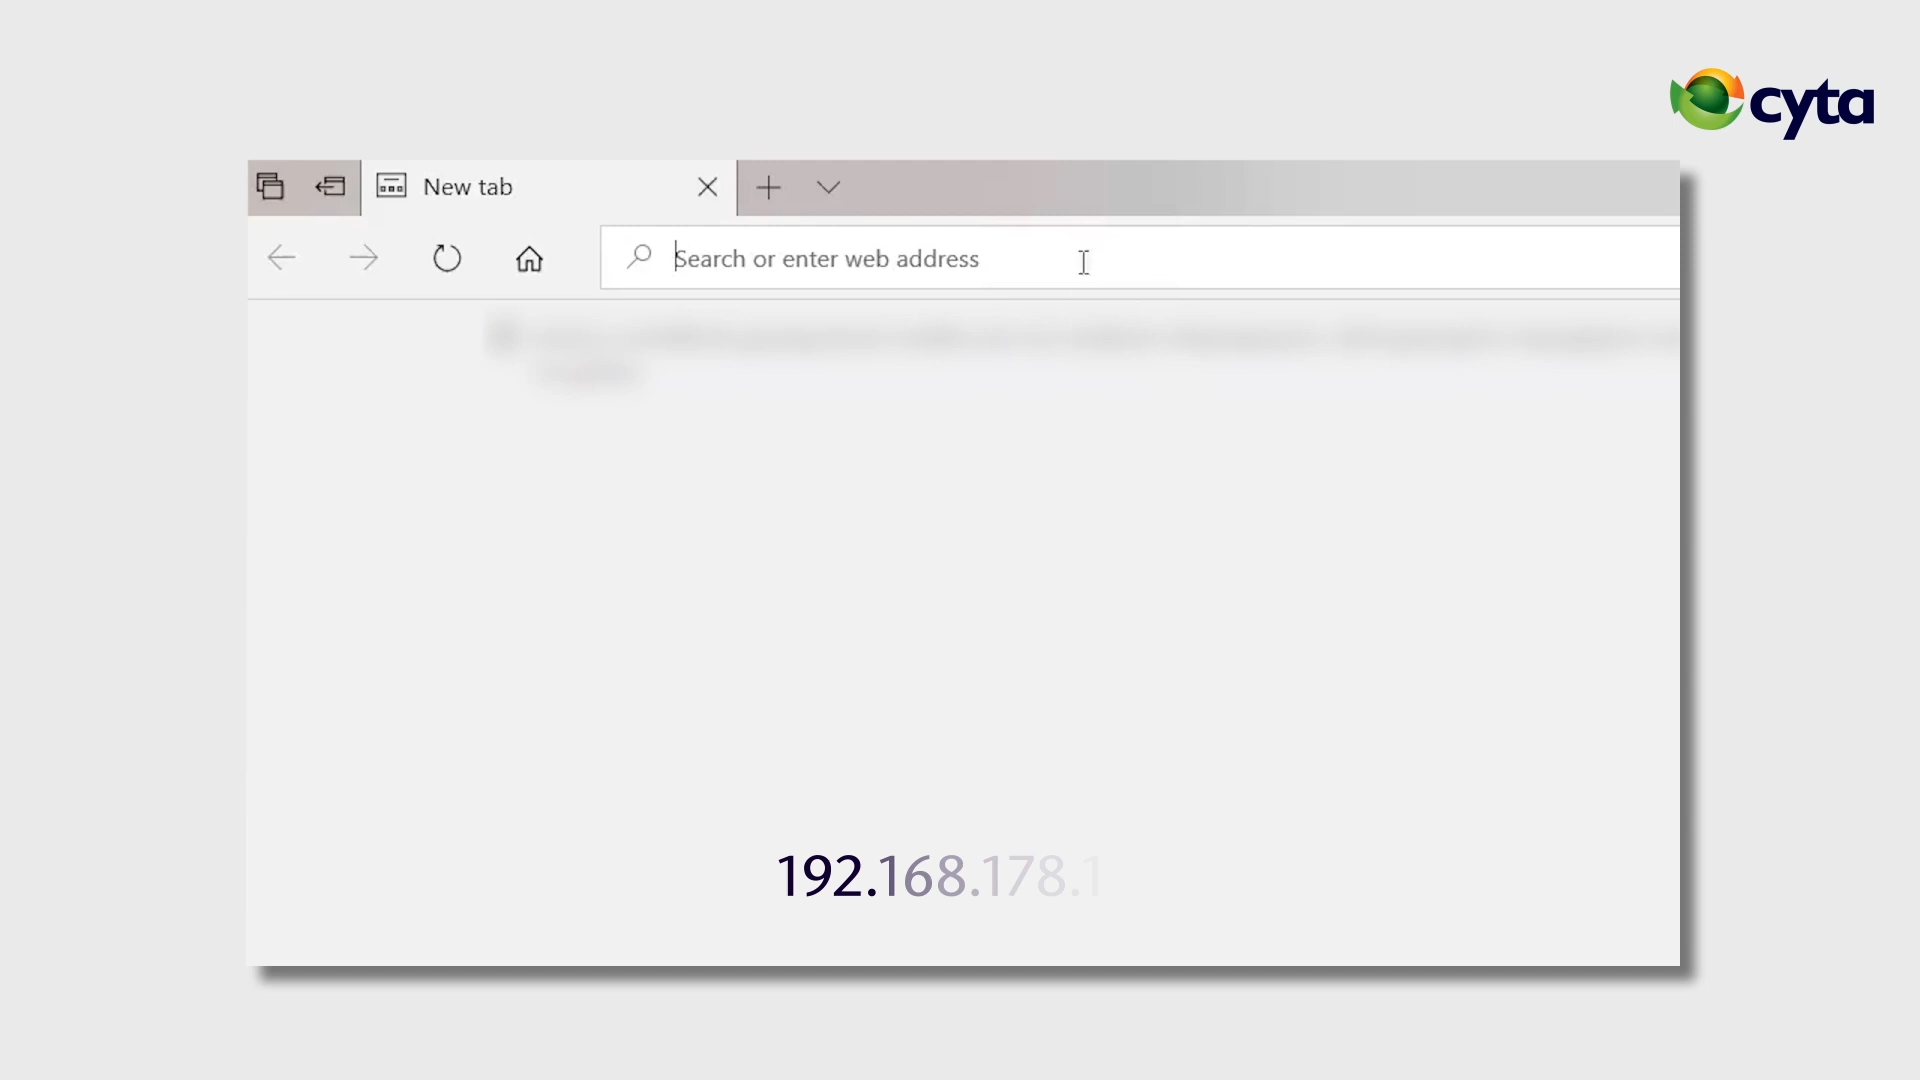 cyta
New tab
Search or enter web address
192.168.178.1